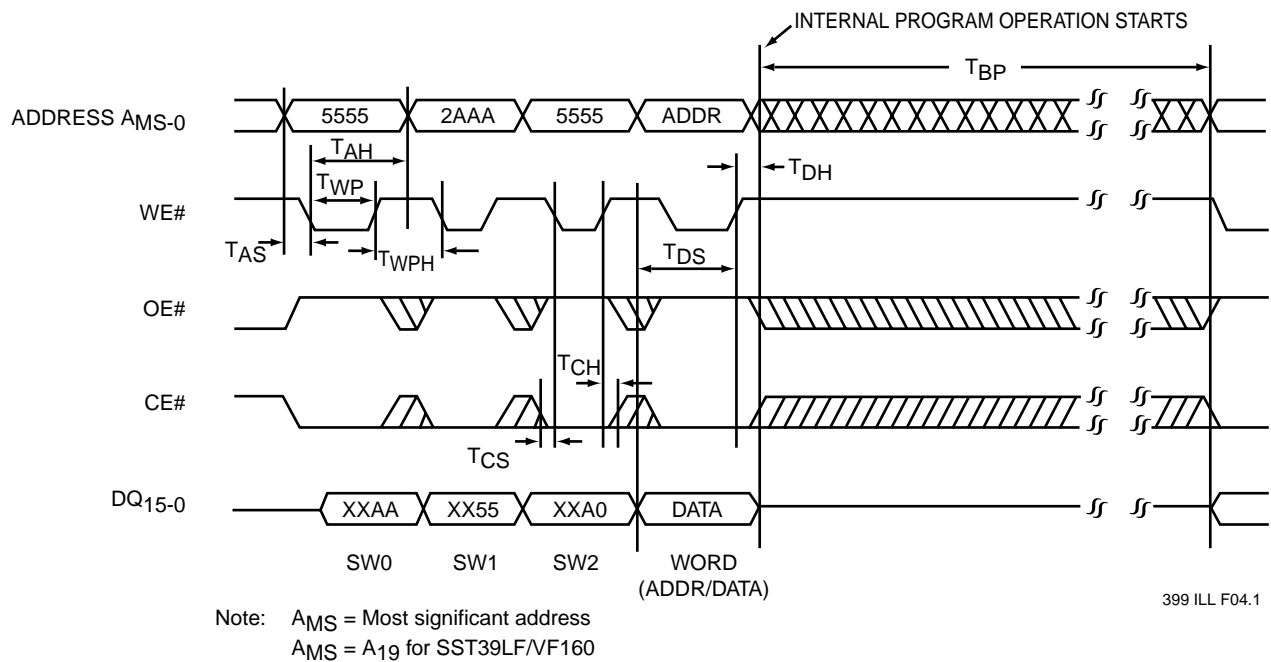 INTERNAL PROGRAM OPERATION STARTS
TBP
ADDRESS AMS-0
5555 2AAA 5555 ADDR
TAH
TDH
TWP
WE#
TAS
TWPH
TDS
OE#
TCH
CE#
TCS
DQ15-0
XXAA XX55 XXA0 DATA
SW0 SW1 SW2 WORD
(ADDR/DATA)
399 ILL F04.1
Note: AMS = Most significant address
AMS = A19 for SST39LF/VF160